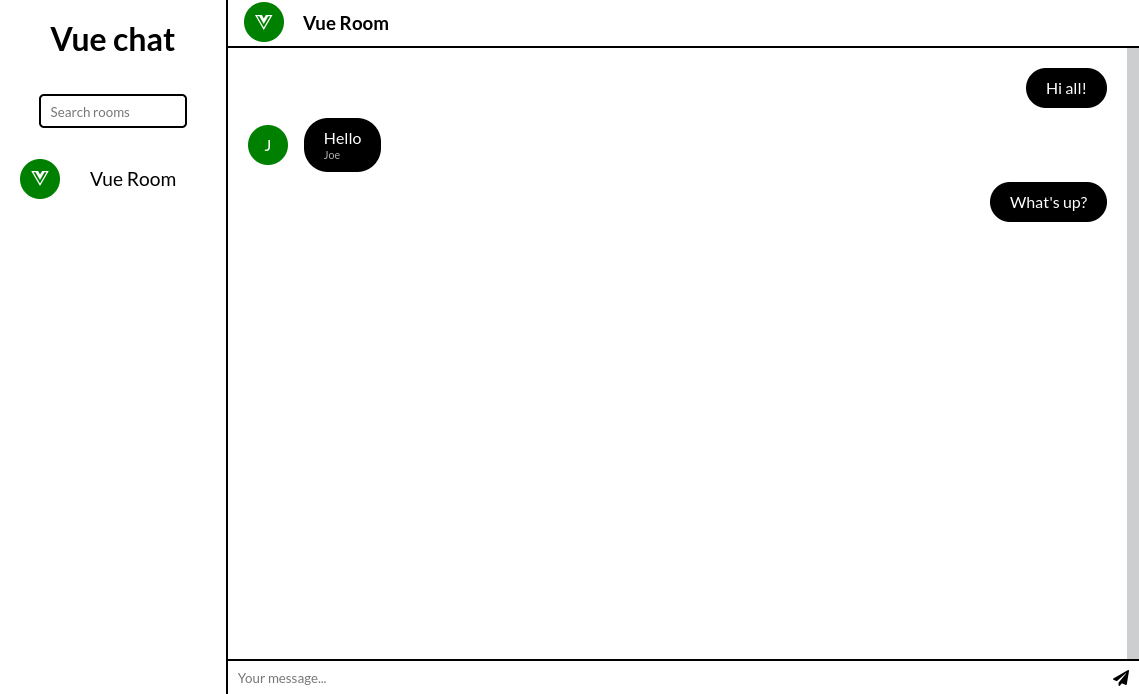 Vue chat
Search rooms
Vue Room
Vue Room
Hi all!
J
Hello
Joe
What's up?
Your message...